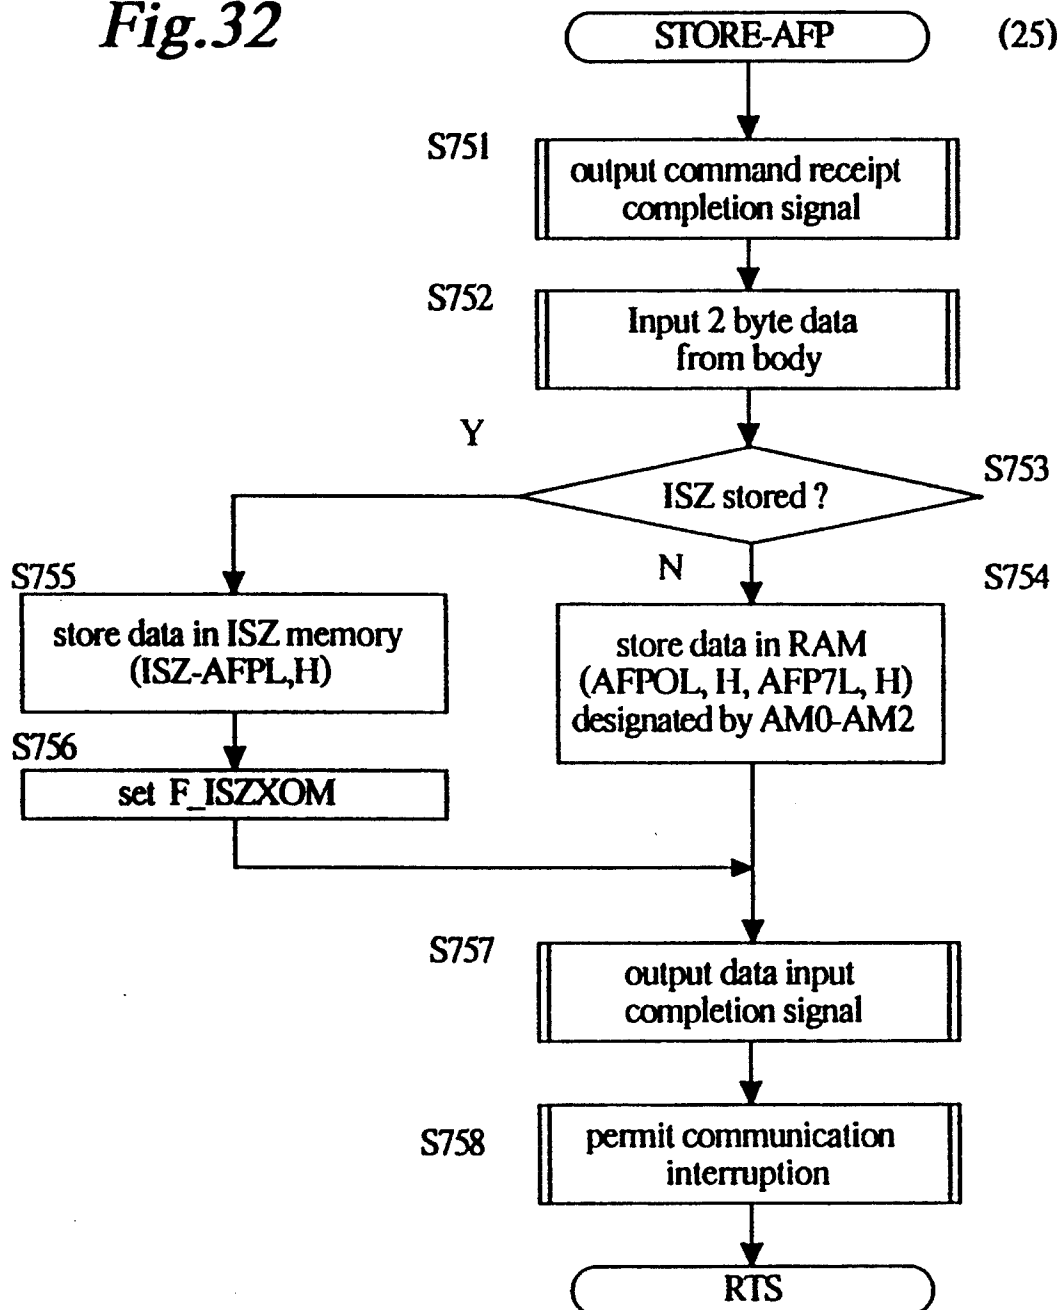 Fig.32
STORE-AFP
(25)
S751
output command receipt
completion signal
S752
Input 2 byte data
from body
Y
S753
ISZ stored ?
N
S754
S755
store data in ISZ memory
(ISZ-AFPL,H)
store data in RAM
(AFPOL, H, AFP7L, H)
designated by AM0-AM2
S756
set F_ISZXOM
S757
output data input
completion signal
S758
permit communication
interruption
RTS